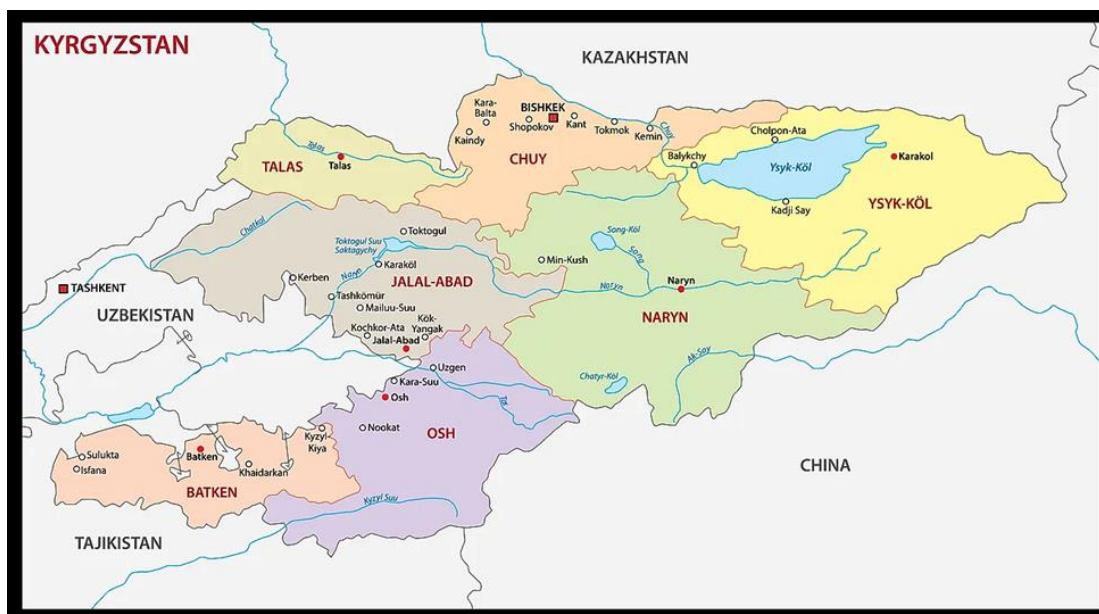 KYRGYZSTAN
KAZAKHSTAN
Kara-
Balta
BISHKEK
Shopokov
Kant
Tokmok
Kemin
Chuy
Kaindy
CHUY
Cholpon-Ata
Balykchy
Ysyk-Köl
Karakol
Kadji Say
YSYK-KÖL
Talas
TALAS
Talas
Chatkal
Toktogul
Toktogul Suu
Saktagychy
Karaköl
Naryn
Kerben
JALAL-ABAD
Tashkömür
Mailuu-Suu
Kök-
Yangak
Kochkor-Ata
Jalal-Abad
Song-Köl
Song
Min-Kush
Naryn
Naryn
NARYN
Ak-Say
Chatyr-Köl
TASHKENT
UZBEKISTAN
Uzgen
Kara-Suu
Osh
Nookat
OSH
Kyzyl-
Kiya
Sulukta
Isfana
Batken
Khaidarkan
BATKEN
Kyzyl Suu
TAJIKISTAN
CHINA